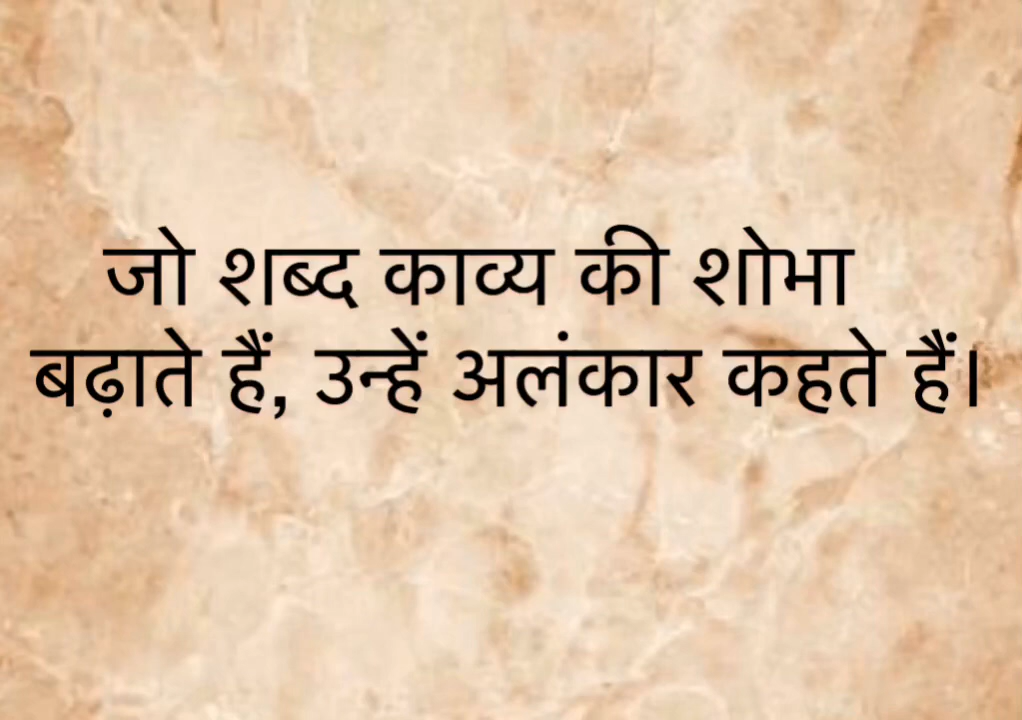 जो शब्द काव्य की शोभा
बढ़ाते हैं, उन्हें अलंकार कहते हैं।